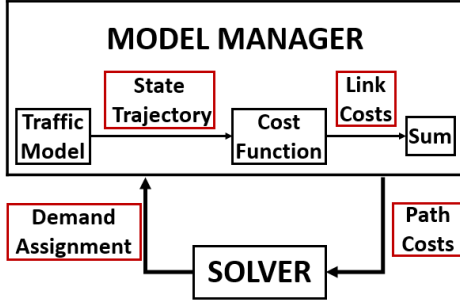 MODEL MANAGER
State
Trajectory
Link
Costs
Traffic
Model
Cost
Function
Sum
Demand
Assignment
Path
Costs
SOLVER